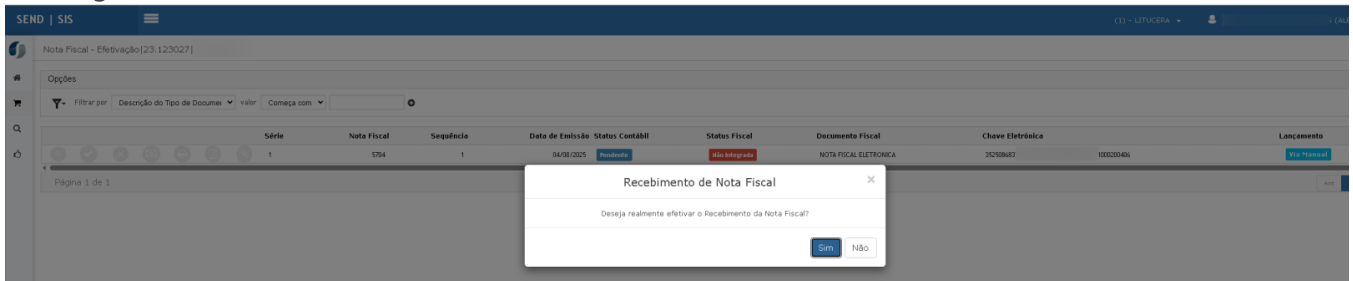 SEND | SIS
(1) - LITUCERA
Nota Fiscal - Efetivação|23.123027|
Opções
Filtrar por Descrição do Tipo de Documen valor Começa com
Série Nota Fiscal Sequência Data de Emissão Status Contábil Status Fiscal Documento Fiscal Chave Eletrônica Lançamento
1 5704 1 04/08/2025 Pendente Não Integrado NOTA FISCAL ELETRONICA 352508683 1000200406 Via Manual
Página 1 de 1
Ant
Recebimento de Nota Fiscal
×
Deseja realmente efetivar o Recebimento da Nota Fiscal?
Sim Não